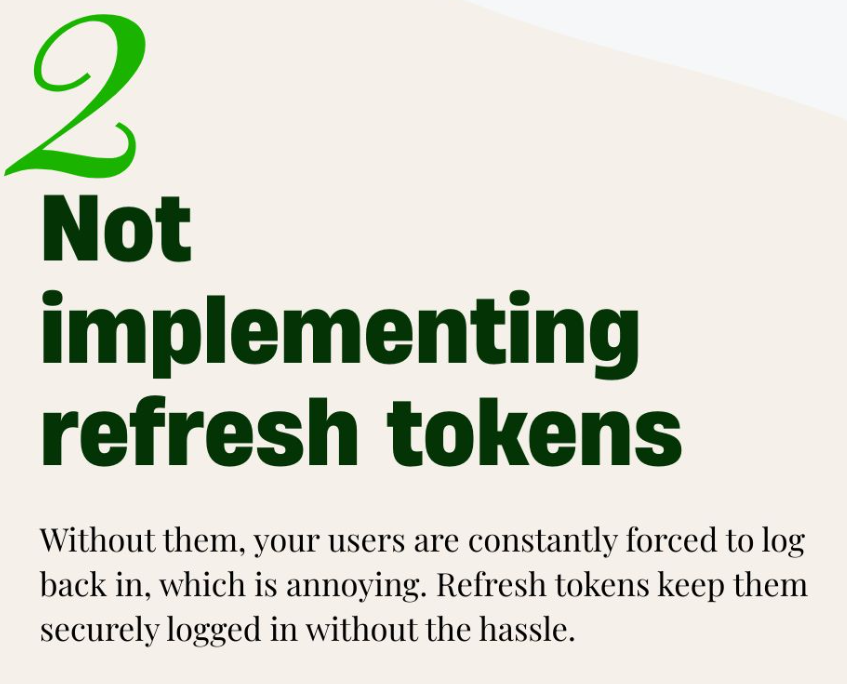 2
Not
implementing
refresh tokens
Without them, your users are constantly forced to log
back in, which is annoying. Refresh tokens keep them
securely logged in without the hassle.